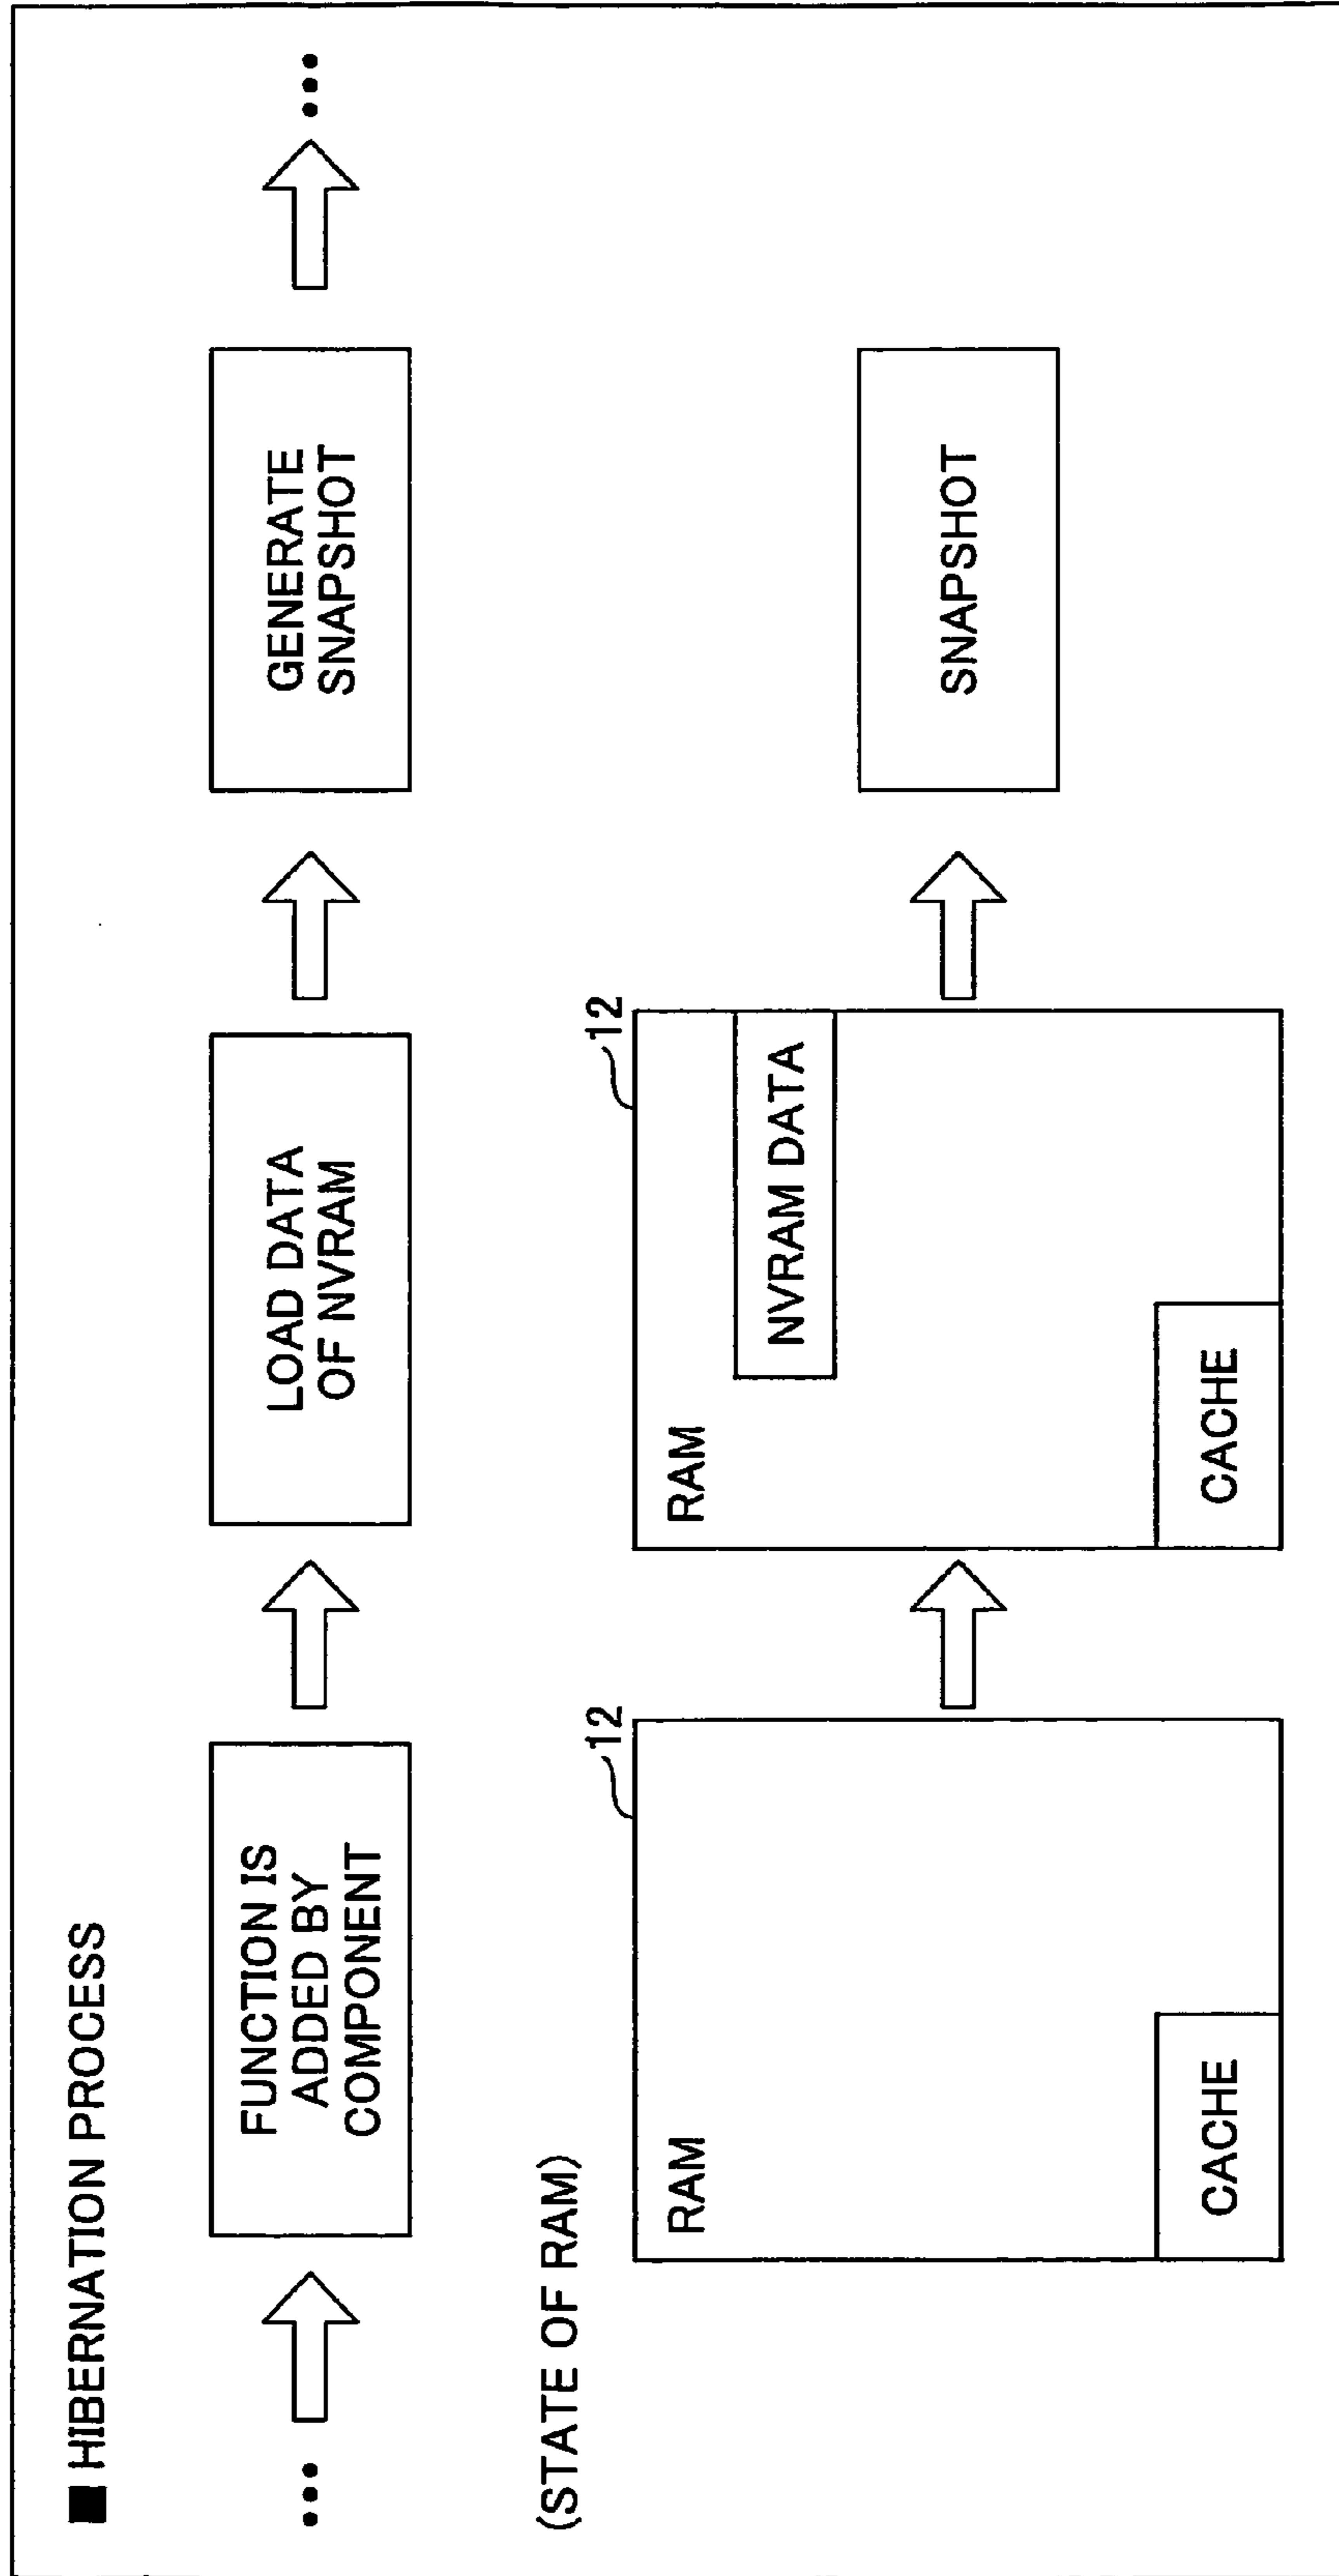 ■ HIBERNATION PROCESS
•••
FUNCTION IS
ADDED BY
COMPONENT
LOAD DATA
OF NVRAM
GENERATE
SNAPSHOT
•••
(STATE OF RAM)
12
RAM
CACHE
12
RAM
NVRAM DATA
CACHE
SNAPSHOT